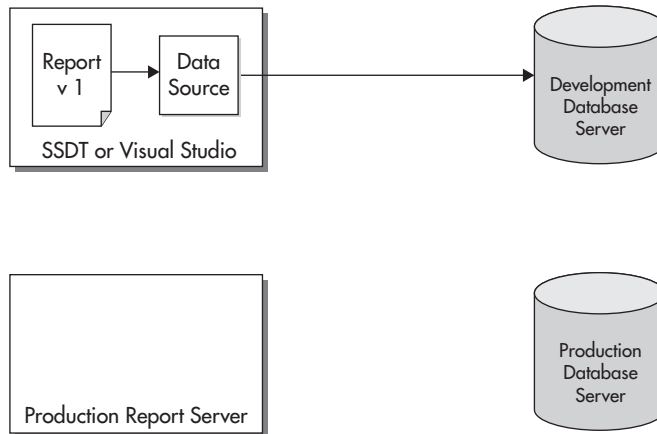 Report
v 1
Data
Source
SSDT or Visual Studio
Development
Database
Server
Production Report Server
Production
Database
Server